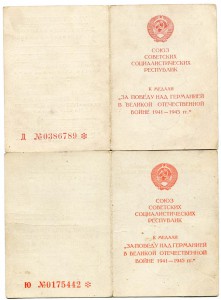 СОЮЗ
СОВЕТСКИХ
СОЦИАЛИСТИЧЕСКИХ
РЕСПУБЛИК
К МЕДАЛИ
"ЗА ПОБЕДУ НАД ГЕРМАНИЕЙ
В ВЕЛИКОЙ ОТЕЧЕСТВЕННОЙ
ВОЙНЕ 1941—1945 гг."
Д №0386789
СОЮЗ
СОВЕТСКИХ
СОЦИАЛИСТИЧЕСКИХ
РЕСПУБЛИК
К МЕДАЛИ
"ЗА ПОБЕДУ НАД ГЕРМАНИЕЙ
В ВЕЛИКОЙ ОТЕЧЕСТВЕННОЙ
ВОЙНЕ 1941—1945 гг."
Ю №0175442